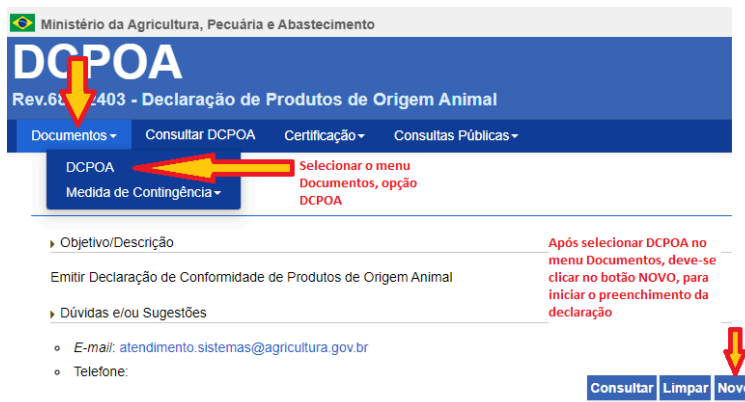 Ministério da Agricultura, Pecuária e Abastecimento
DCPOA
2403 - Declaração de Produtos de Origem Animal
Documentos
Consultar DCPOA
Certificação
Consultas Públicas
DCPOA
Medida de Contingência
Selecionar o menu
Documentos, opção
DCPOA
Objetivo/Descrição
Emitir Declaração de Conformidade de Produtos de Origem Animal
Dúvidas e/ou Sugestões
E-mail: atendimento.sistemas@agricultura.gov.br
Telefone:
Após selecionar DCPOA no
menu Documentos, deve-se
clicar no botão NOVO, para
iniciar o preenchimento da
declaração
Consultar Limpar Novo